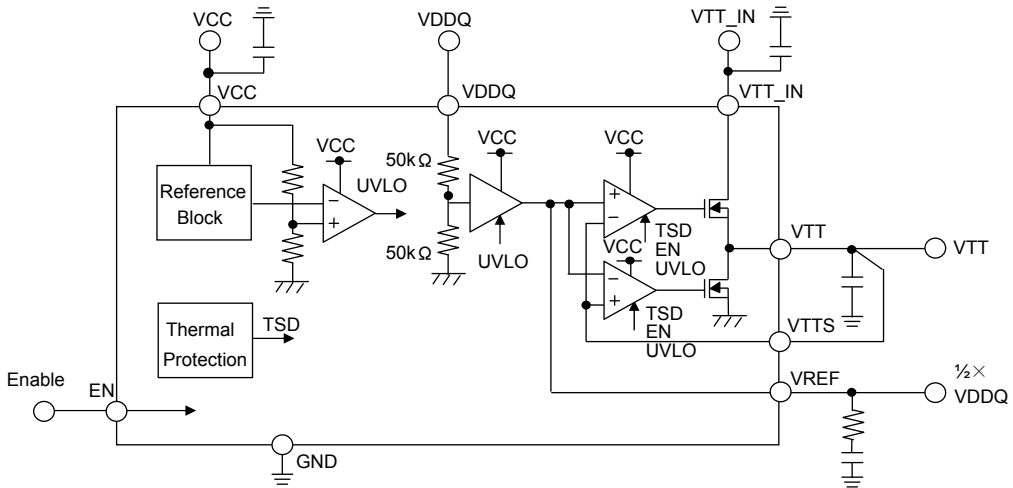 VCC
VDDQ
VTT_IN
VCC
VDDQ
VTT_IN
VCC
UVLO
Reference
Block
50kΩ
50kΩ
VCC
UVLO
VCC
TSD
EN
UVLO
VCC
TSD
EN
UVLO
VTT
VTT
VTTS
Thermal
Protection
TSD
VREF
½×
VDDQ
Enable
EN
GND